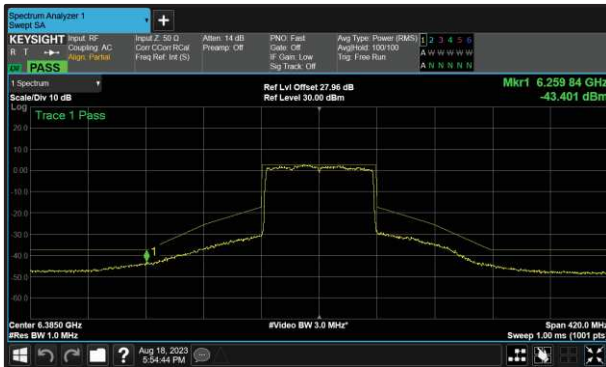 Spectrum Analyzer 1
Swept SA
KEYSIGHT
R T
PASS
Input: RF
Coupling: AC
Align: Partial
Input Z: 50 Ω
Corr CCorr RCal
Freq Ref: Int (S)
Atten: 14 dB
Preamp: Off
PNO: Fast
Gate: Off
IF Gain: Low
Sig Track: Off
Avg Type: Power (RMS)
Avg|Hold: 100/100
Trig: Free Run
1 2 3 4 5 6
A W W W W W
A N N N N N
1 Spectrum
Scale/Div 10 dB
Log
Ref Lvl Offset 27.96 dB
Ref Level 30.00 dBm
Mkr1 6.259 84 GHz
-43.401 dBm
Trace 1 Pass
20.0
10.0
0.00
-10.0
-20.0
-30.0
-40.0
-50.0
-60.0
1
Center 6.3850 GHz
#Res BW 1.0 MHz
#Video BW 3.0 MHz*
Span 420.0 MHz
Sweep 1.00 ms (1001 pts)
?
Aug 18, 2023
5:54:44 PM